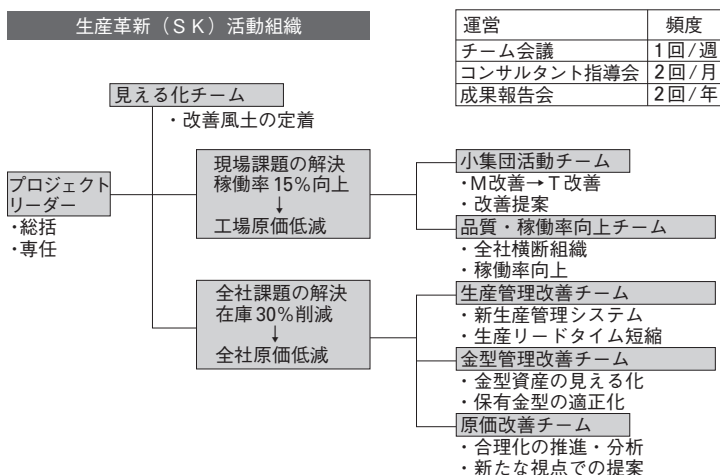 生産革新（SK）活動組織
運営 頻度
チーム会議 1回/週
コンサルタント指導会 2回/月
成果報告会 2回/年
見える化チーム
・改善風土の定着
プロジェクト
リーダー
・総括
・専任
現場課題の解決
稼働率15%向上
↓
工場原価低減
小集団活動チーム
・M改善→T改善
・改善提案
品質・稼働率向上チーム
・全社横断組織
・稼働率向上
全社課題の解決
在庫30%削減
↓
全社原価低減
生産管理改善チーム
・新生産管理システム
・生産リードタイム短縮
金型管理改善チーム
・金型資産の見える化
・保有金型の適正化
原価改善チーム
・合理化の推進・分析
・新たな視点での提案